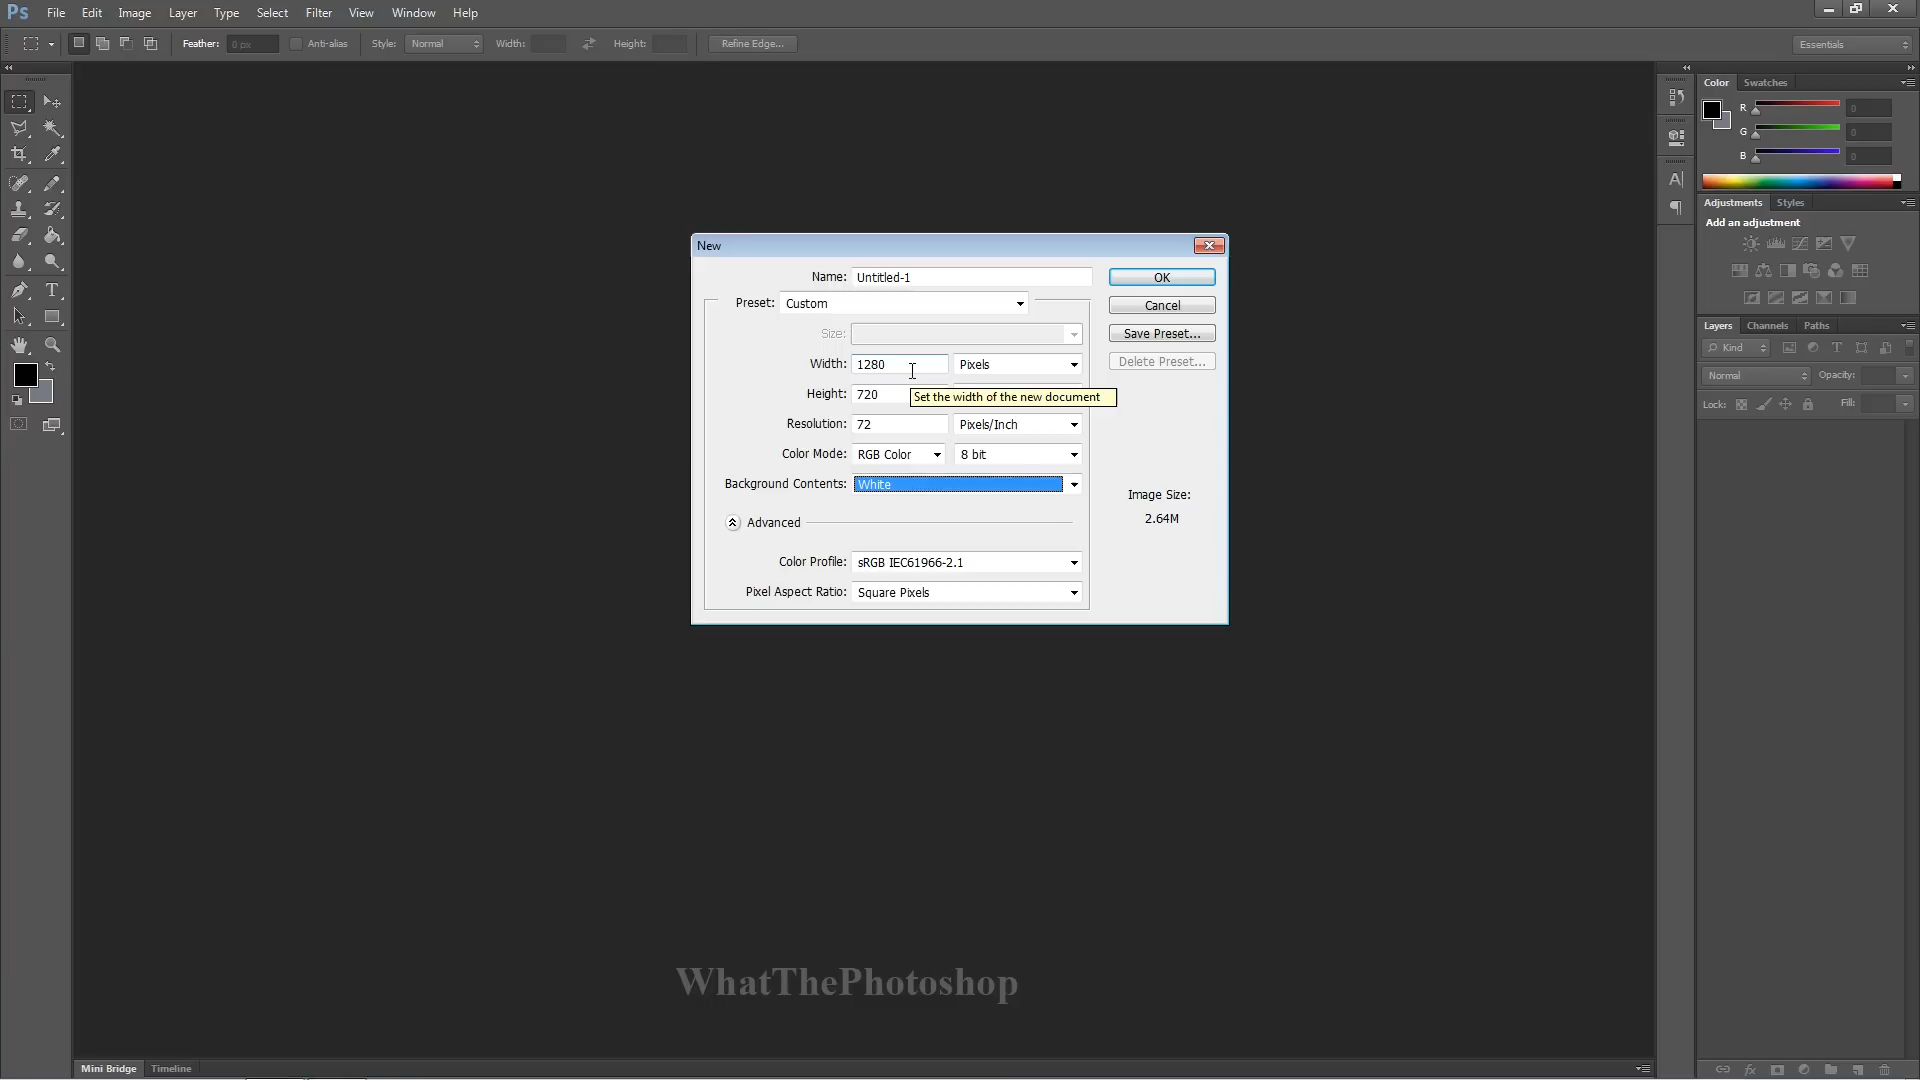 Ps File Edit Image Layer Type Select Filter View Window Help
Feather: 0 px Anti-alias Style: Normal Width: Height: Refine Edge... Essentials
Color Swatches
R 0
G 0
B 0
Adjustments Styles
Add an adjustment
Layers Channels Paths
Kind
Normal Opacity:
Lock: Fill:
New
Name: Untitled-1 OK
Preset: Custom Cancel
Size: Save Preset...
Width: 1280 Pixels Delete Preset...
Height: 720 Set the width of the new document
Resolution: 72 Pixels/Inch
Color Mode: RGB Color 8 bit
Background Contents: White
Image Size:
2.64M
Advanced
Color Profile: sRGB IEC61966-2.1
Pixel Aspect Ratio: Square Pixels
WhatThePhotoshop
Mini Bridge Timeline